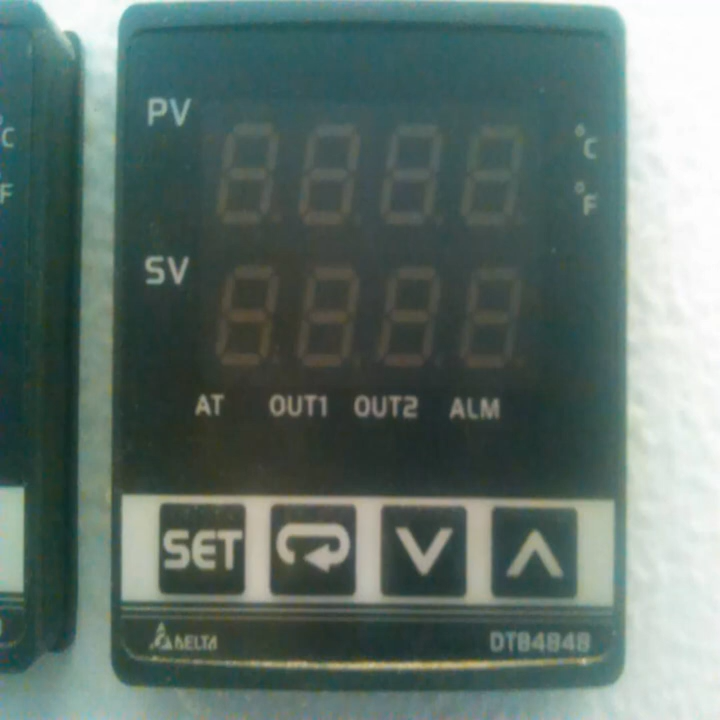 PV
°C
°F
SV
AT OUT1 OUT2 ALM
SET
DELTA DTB4848
C
F